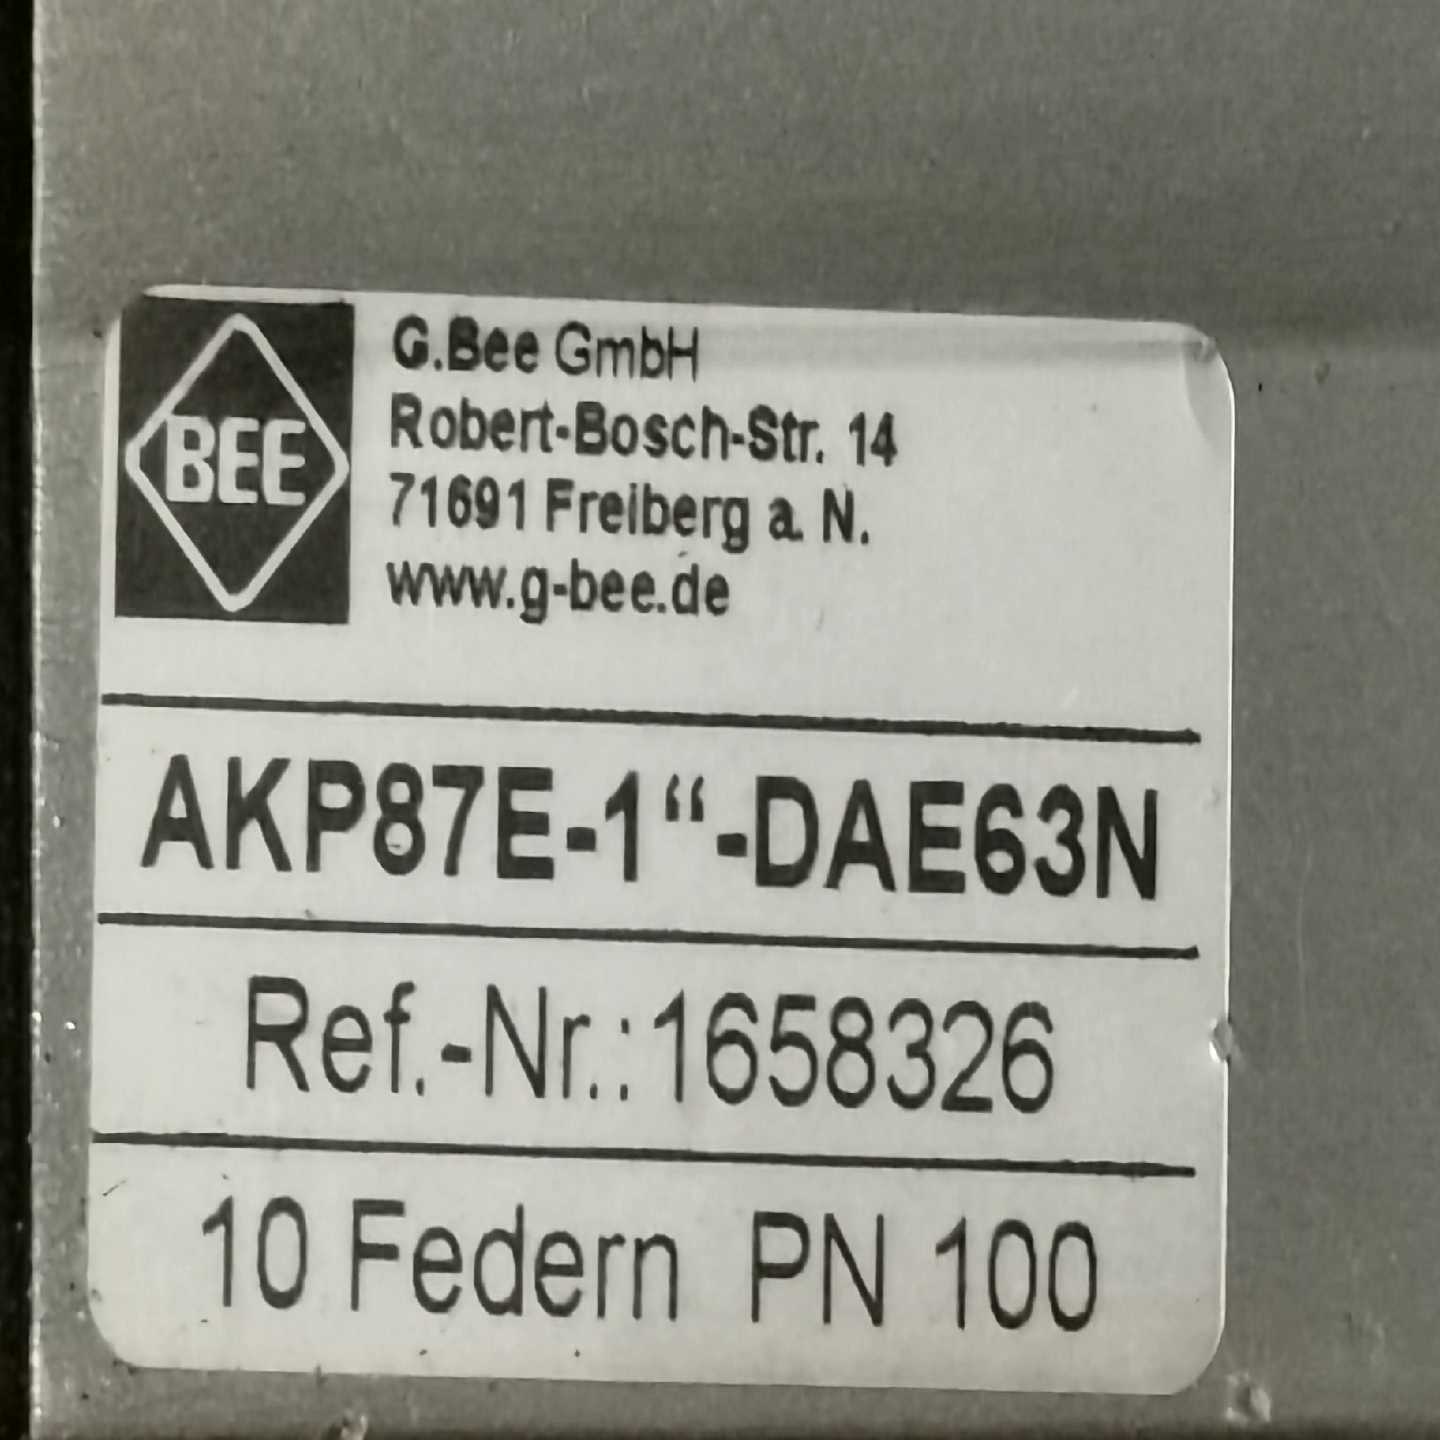 BEE
G.Bee GmbH
Robert-Bosch-Str. 14
71691 Freiberg a. N.
www.g-bee.de
AKP87E-1“-DAE63N
Ref.-Nr.:1658326
10 Federn PN 100